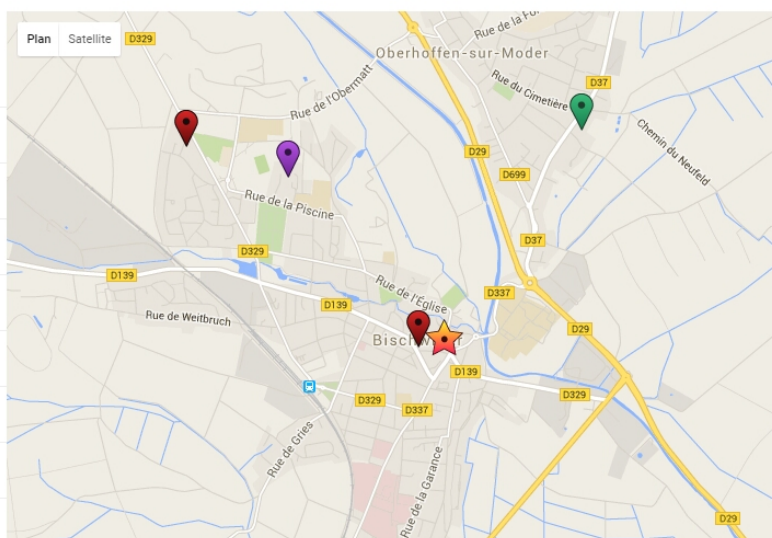 Plan Satellite
D329
Rue de la Fo
Oberhoffen-sur-Moder
D37
Rue du Cimetière
Rue de l'Obermatt
Chemin du Neufeld
D29
D699
Rue de la Piscine
D37
D329
D139
Rue de l'Église
D337
D139
Rue de Weitbruch
D29
Bischw
D139
D329
D329
D337
Rue de Gries
Rue de la Garance
D29